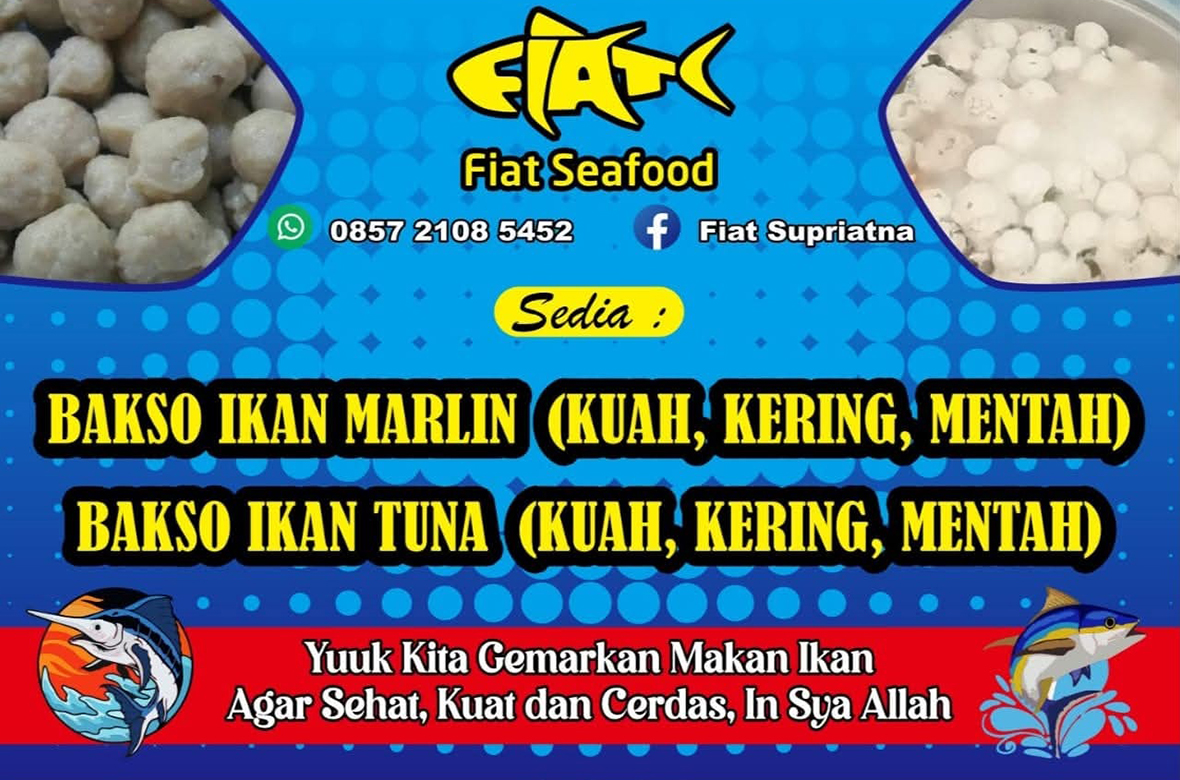 FIAT
Fiat Seafood
0857 2108 5452 Fiat Supriatna
Sedia :
BAKSO IKAN MARLIN (KUAH, KERING, MENTAH)
BAKSO IKAN TUNA (KUAH, KERING, MENTAH)
Yuuk Kita Gemarkan Makan Ikan
Agar Sehat, Kuat dan Cerdas, In Sya Allah